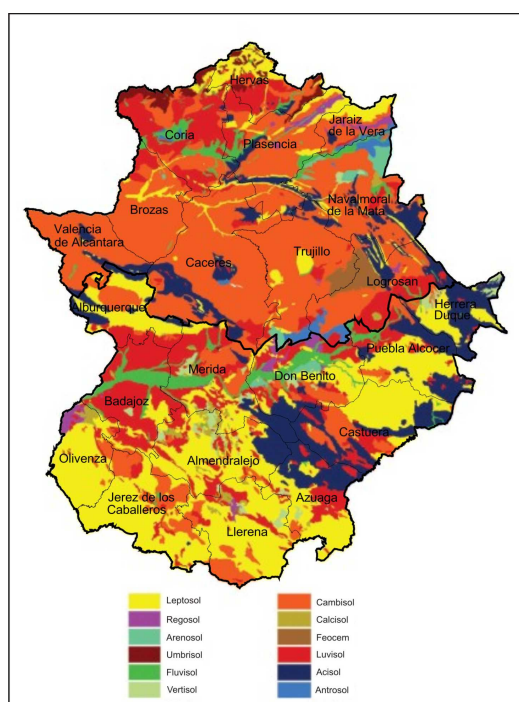 Hervas
Jaraiz
de la Vera
Coria
Plasencia
Navalmoral
de la Mata
Brozas
Valencia
de Alcántara
Trujillo
Caceres
Logrosan
Herrera
Duque
Alburquerque
Puebla Alcocer
Merida
Don Benito
Badajoz
Castuera
Olivenza
Almendralejo
Jerez de los
Caballeros
Azuaga
Llerena
Leptosol
Regosol
Arenosol
Umbrisol
Fluvisol
Vertisol
Cambisol
Calcisol
Feocem
Luvisol
Acisol
Antrosol